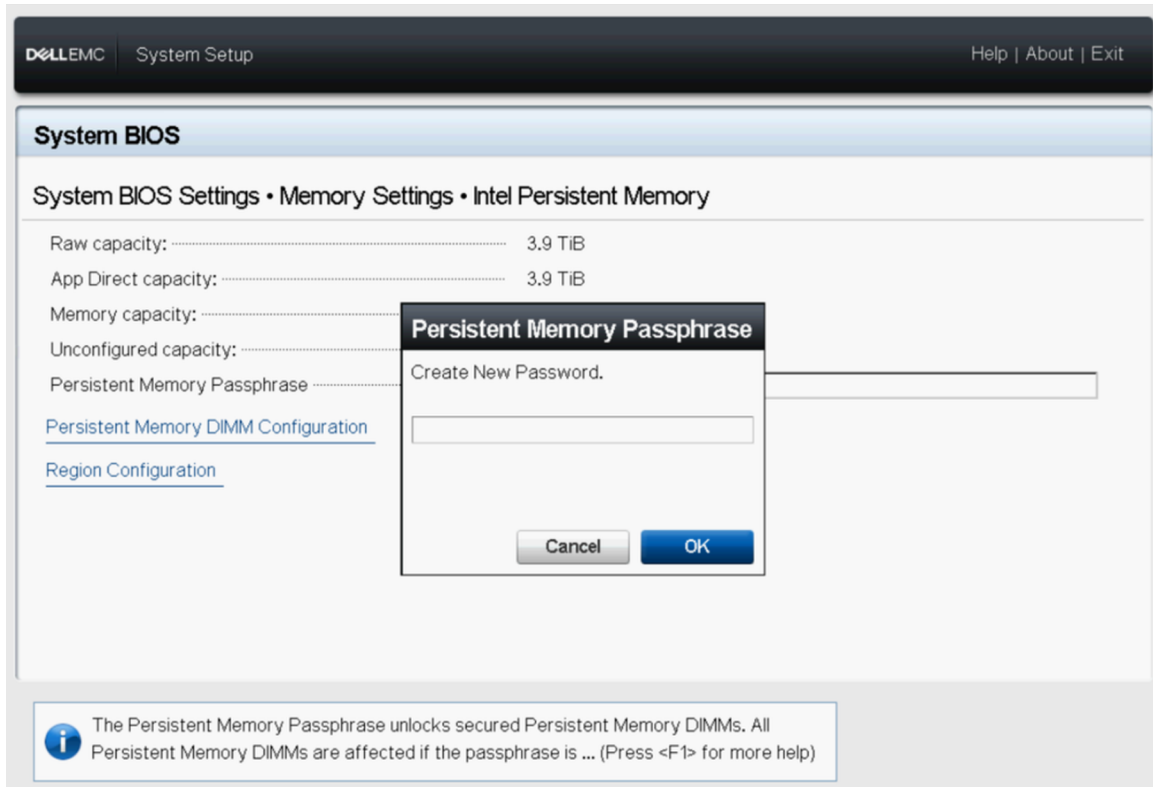 DELLEMC System Setup Help | About | Exit
System BIOS
System BIOS Settings • Memory Settings • Intel Persistent Memory
Raw capacity: 3.9 TiB
App Direct capacity: 3.9 TiB
Memory capacity:
Unconfigured capacity:
Persistent Memory Passphrase
Persistent Memory DIMM Configuration
Region Configuration
Persistent Memory Passphrase
Create New Password.
Cancel OK
The Persistent Memory Passphrase unlocks secured Persistent Memory DIMMs. All
Persistent Memory DIMMs are affected if the passphrase is ... (Press <F1> for more help)